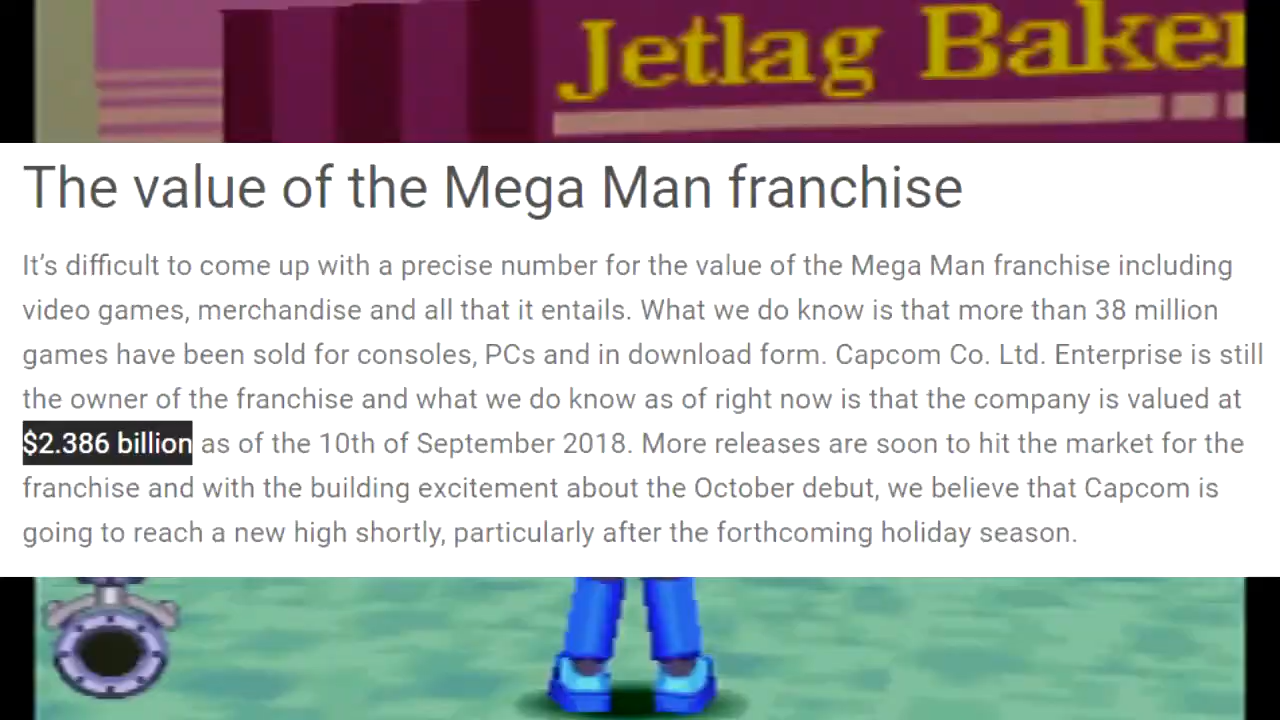 Jetlag Baker
The value of the Mega Man franchise
It’s difficult to come up with a precise number for the value of the Mega Man franchise including
video games, merchandise and all that it entails. What we do know is that more than 38 million
games have been sold for consoles, PCs and in download form. Capcom Co. Ltd. Enterprise is still
the owner of the franchise and what we do know as of right now is that the company is valued at
$2.386 billion as of the 10th of September 2018. More releases are soon to hit the market for the
franchise and with the building excitement about the October debut, we believe that Capcom is
going to reach a new high shortly, particularly after the forthcoming holiday season.